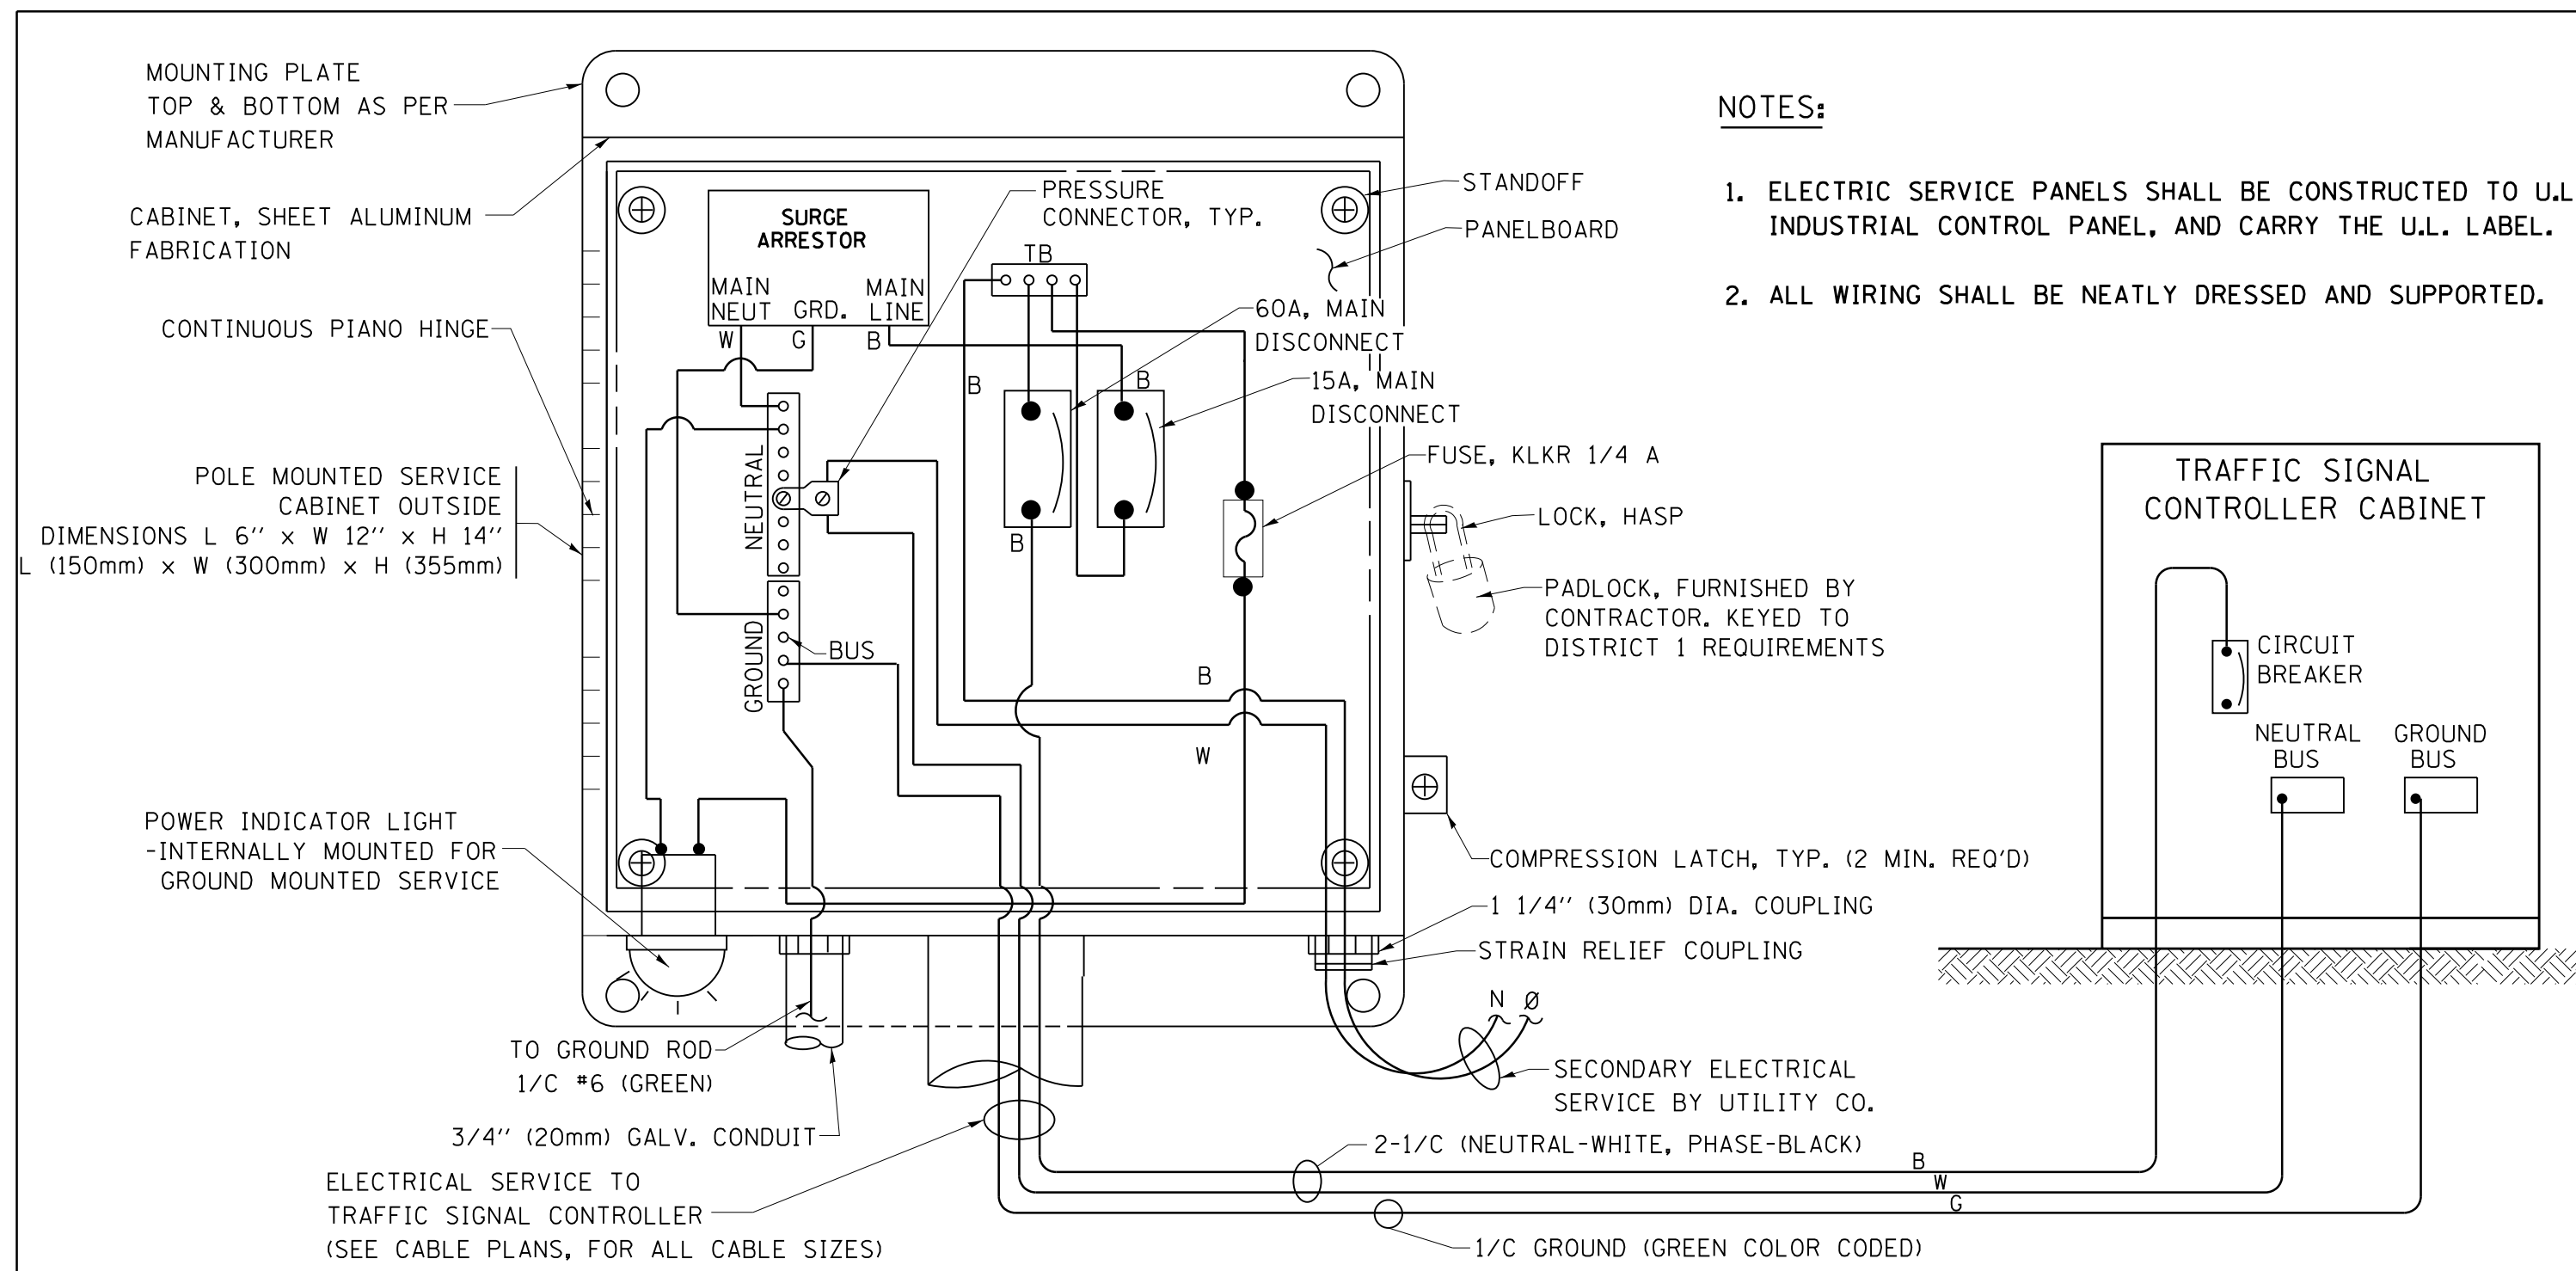 MOUNTING PLATE
TOP & BOTTOM AS PER
MANUFACTURER
CABINET, SHEET ALUMINUM
FABRICATION
CONTINUOUS PIANO HINGE
POLE MOUNTED SERVICE
CABINET OUTSIDE
DIMENSIONS L 6'' x W 12'' x H 14''
L (150mm) x W (300mm) x H (355mm)
POWER INDICATOR LIGHT
-INTERNALLY MOUNTED FOR
GROUND MOUNTED SERVICE
TO GROUND ROD
1/C #6 (GREEN)
3/4'' (20mm) GALV. CONDUIT
ELECTRICAL SERVICE TO
TRAFFIC SIGNAL CONTROLLER
(SEE CABLE PLANS, FOR ALL CABLE SIZES)
SURGE
ARRESTOR
MAIN
NEUT
GRD.
MAIN
LINE
W
G
B
PRESSURE
CONNECTOR, TYP.
TB
B
B
B
NEUTRAL
GROUND
BUS
B
W
STANDOFF
PANELBOARD
60A, MAIN
DISCONNECT
15A, MAIN
DISCONNECT
FUSE, KLKR 1/4 A
LOCK, HASP
PADLOCK, FURNISHED BY
CONTRACTOR. KEYED TO
DISTRICT 1 REQUIREMENTS
COMPRESSION LATCH, TYP. (2 MIN. REQ'D)
1 1/4'' (30mm) DIA. COUPLING
STRAIN RELIEF COUPLING
N Ø
SECONDARY ELECTRICAL
SERVICE BY UTILITY CO.
2-1/C (NEUTRAL-WHITE, PHASE-BLACK)
B
W
G
1/C GROUND (GREEN COLOR CODED)
NOTES:
1. ELECTRIC SERVICE PANELS SHALL BE CONSTRUCTED TO U.L
INDUSTRIAL CONTROL PANEL, AND CARRY THE U.L. LABEL.
2. ALL WIRING SHALL BE NEATLY DRESSED AND SUPPORTED.
TRAFFIC SIGNAL
CONTROLLER CABINET
CIRCUIT
BREAKER
NEUTRAL
BUS
GROUND
BUS